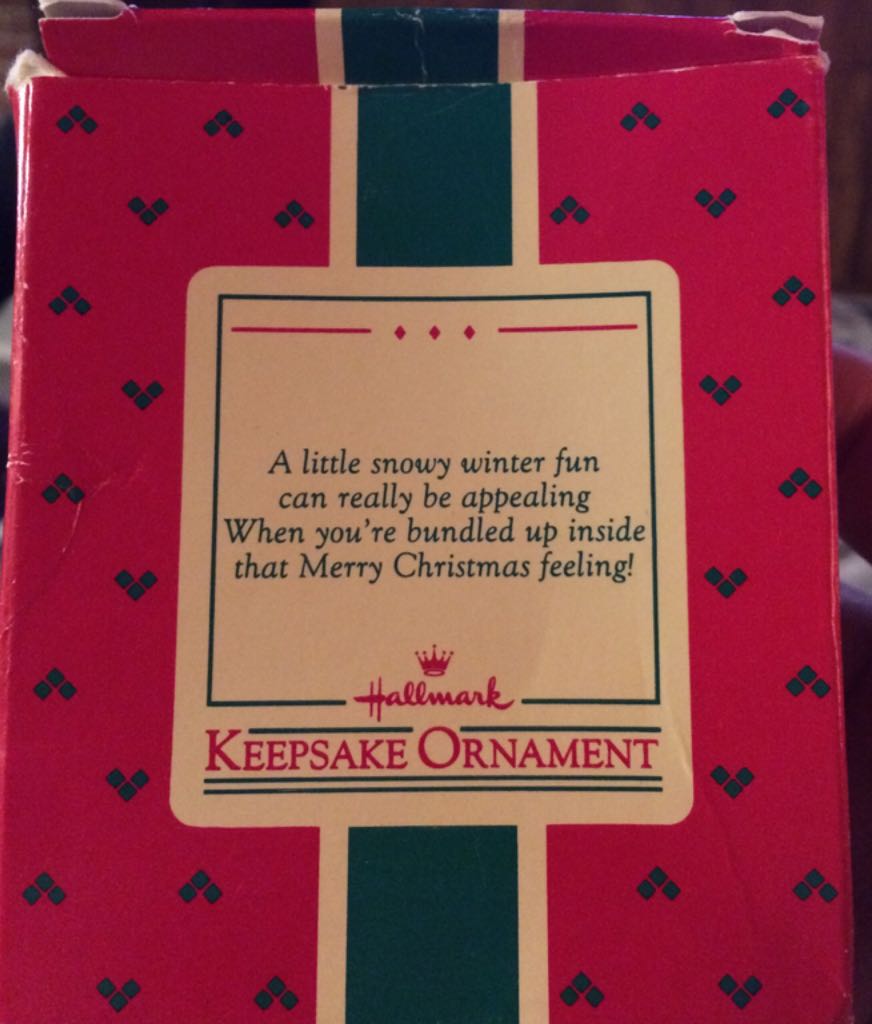 A little snowy winter fun
can really be appealing
When you're bundled up inside
that Merry Christmas feeling!
Hallmark
KEEPSAKE ORNAMENT